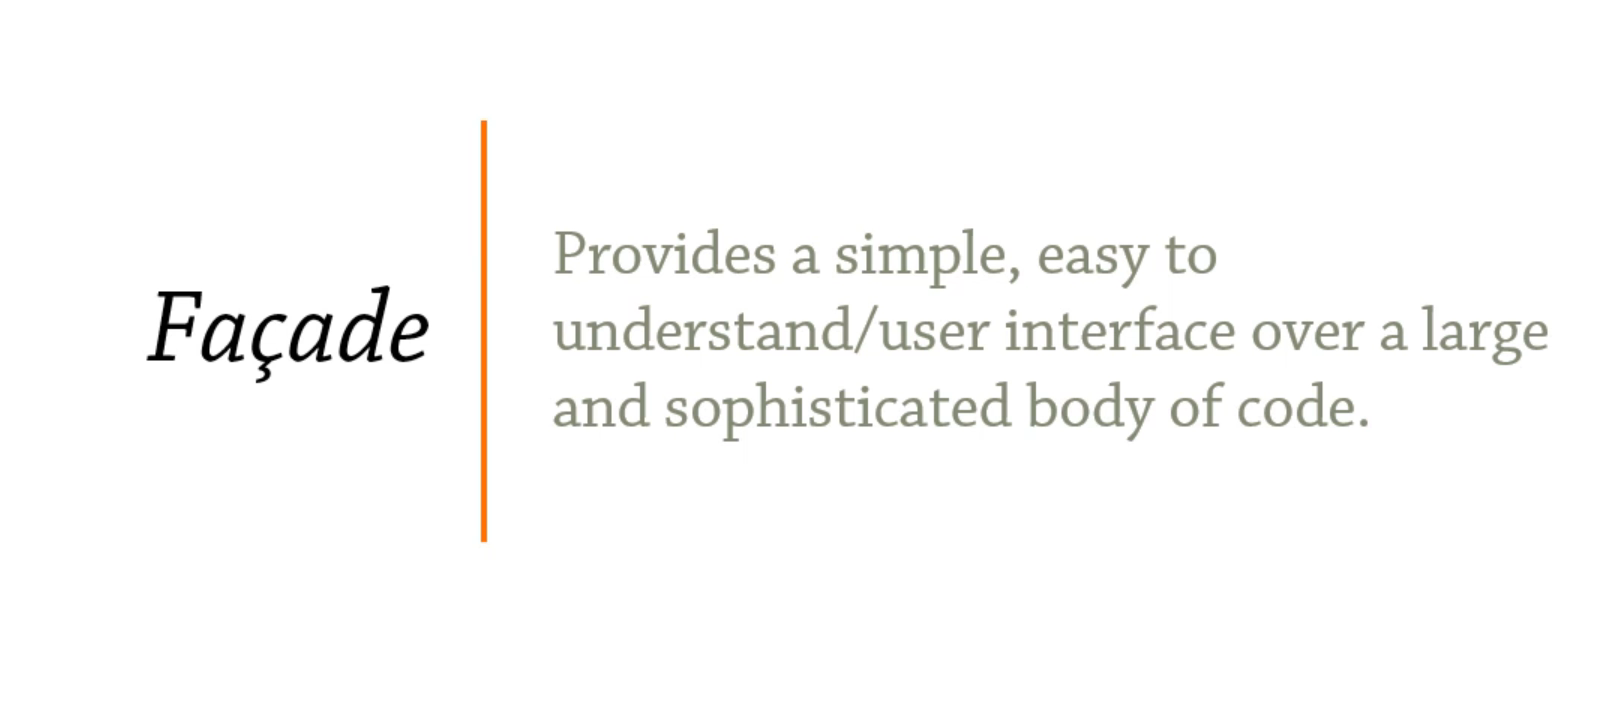 Façade
Provides a simple, easy to
understand/user interface over a large
and sophisticated body of code.